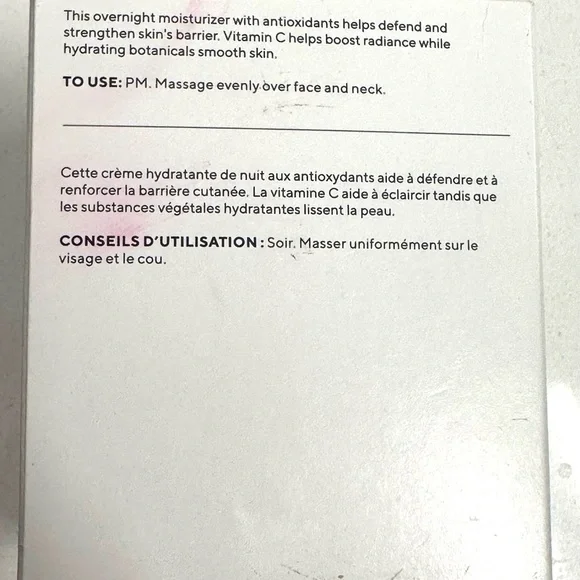 This overnight moisturizer with antioxidants helps defend and
strengthen skin's barrier. Vitamin C helps boost radiance while
hydrating botanicals smooth skin.
TO USE: PM. Massage evenly over face and neck.
Cette crème hydratante de nuit aux antioxydants aide à défendre et à
renforcer la barrière cutanée. La vitamine C aide à éclaircir tandis que
les substances végétales hydratantes lissent la peau.
CONSEILS D'UTILISATION : Soir. Masser uniformément sur le
visage et le cou.